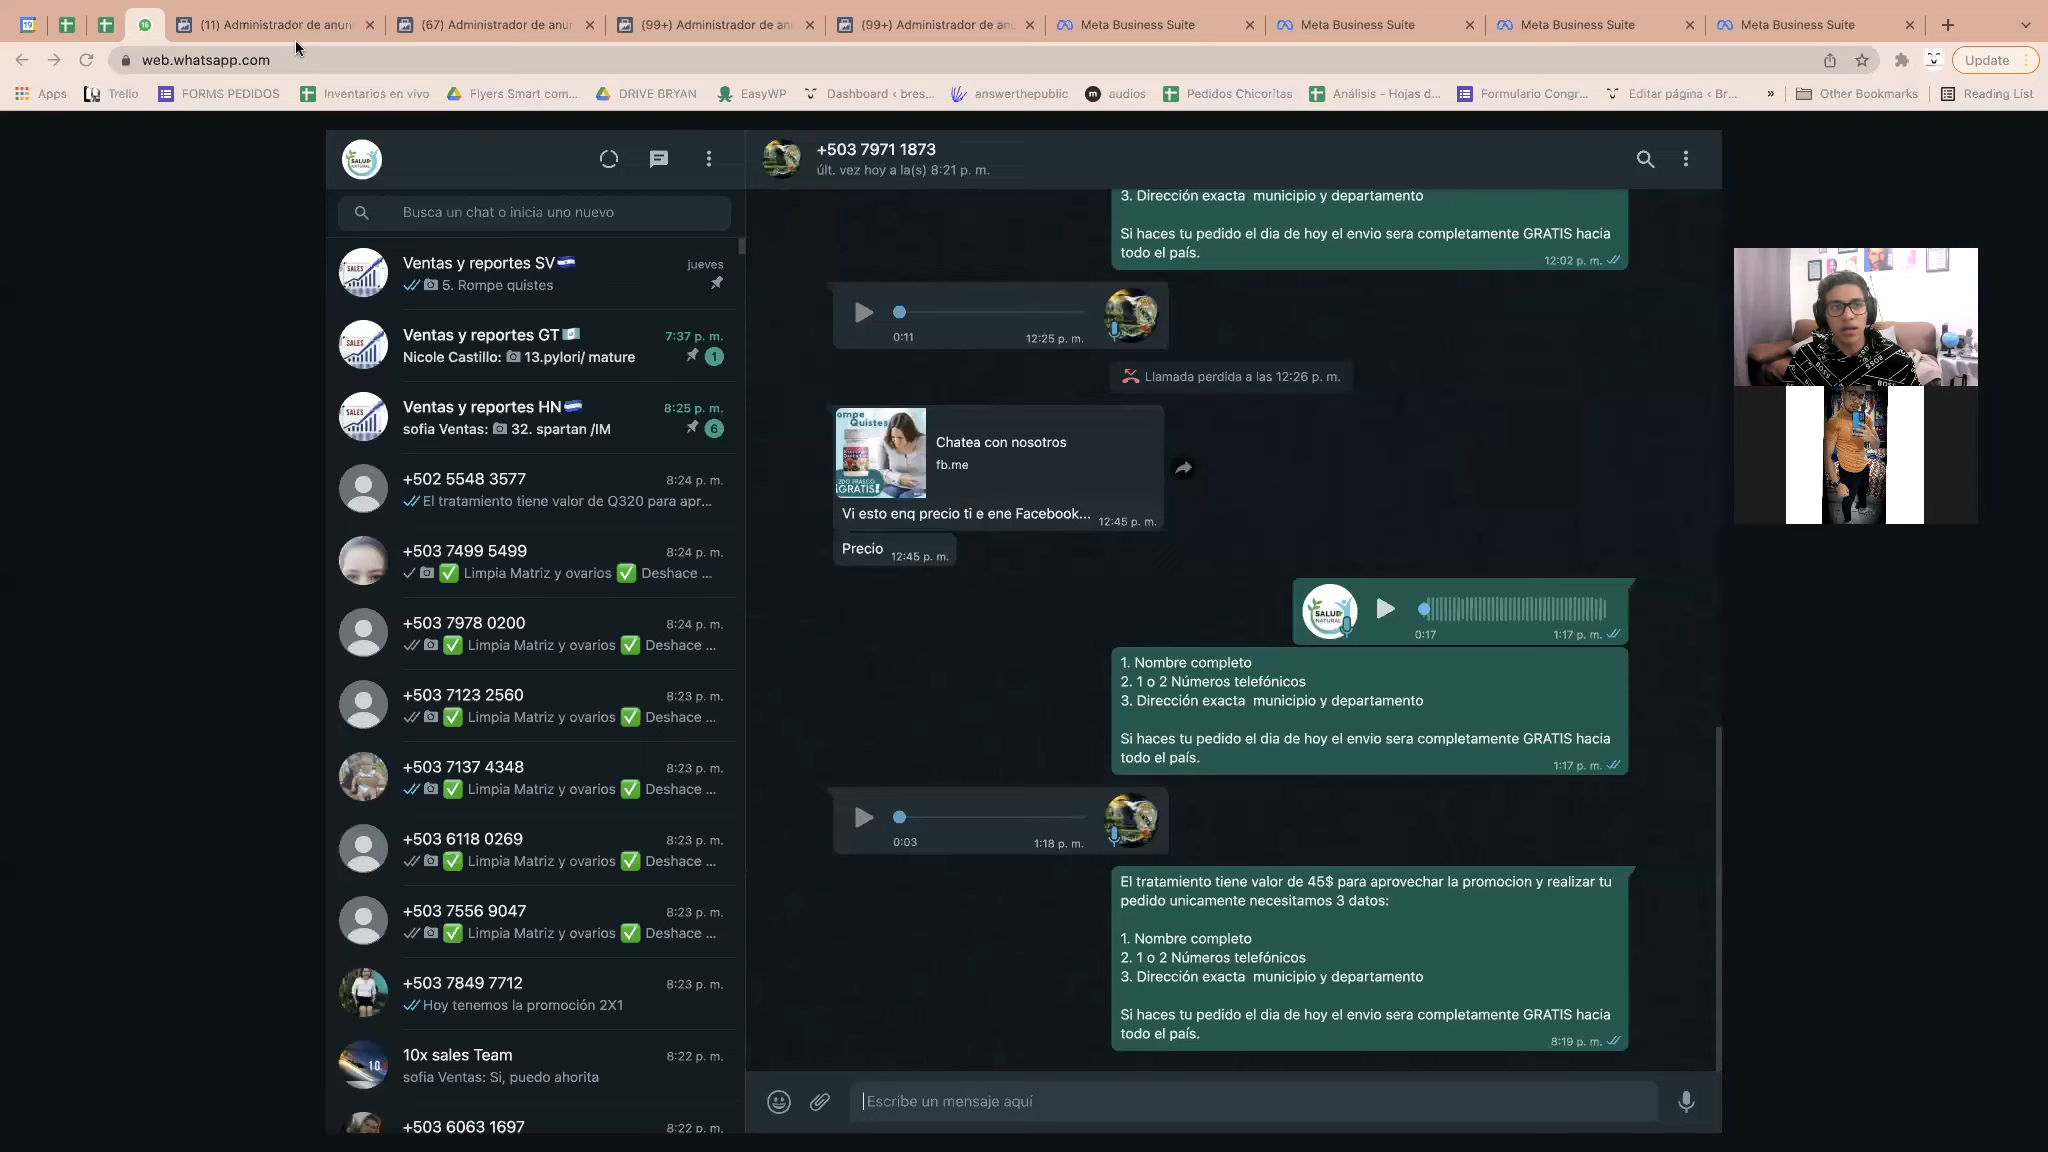 (11) Administrador de anun
(67) Administrador de anun
(99+) Administrador de anu
(99+) Administrador de anu
Meta Business Suite
Meta Business Suite
Meta Business Suite
Meta Business Suite
web.whatsapp.com
Update
Apps
Trello
FORMS PEDIDOS
Inventarios en vivo
Flyers Smart com...
DRIVE BRYAN
EasyWP
Dashboard ‹ bres...
answerthepublic
audios
Pedidos Chicoritas
Análisis - Hojas d...
Formulario Congr...
Editar página ‹ Br...
»
Other Bookmarks
Reading List
Busca un chat o inicia uno nuevo
Ventas y reportes SV🇸🇻 jueves
5. Rompe quistes
Ventas y reportes GT🇬🇹 7:37 p. m.
Nicole Castillo: 13.pylori/ mature 1
Ventas y reportes HN🇭🇳 8:25 p. m.
sofia Ventas: 32. spartan /IM 6
+502 5548 3577 8:24 p. m.
El tratamiento tiene valor de Q320 para apr...
+503 7499 5499 8:24 p. m.
✅ Limpia Matriz y ovarios ✅ Deshace ...
+503 7978 0200 8:24 p. m.
✅ Limpia Matriz y ovarios ✅ Deshace ...
+503 7123 2560 8:23 p. m.
✅ Limpia Matriz y ovarios ✅ Deshace ...
+503 7137 4348 8:23 p. m.
✅ Limpia Matriz y ovarios ✅ Deshace ...
+503 6118 0269 8:23 p. m.
✅ Limpia Matriz y ovarios ✅ Deshace ...
+503 7556 9047 8:23 p. m.
✅ Limpia Matriz y ovarios ✅ Deshace ...
+503 7849 7712 8:23 p. m.
Hoy tenemos la promoción 2X1
10x sales Team 8:22 p. m.
sofia Ventas: Si, puedo ahorita
+503 6063 1697 8:22 p. m.
+503 7971 1873
últ. vez hoy a la(s) 8:21 p. m.
3. Dirección exacta  municipio y departamento
Si haces tu pedido el dia de hoy el envio sera completamente GRATIS hacia
todo el país.
12:02 p. m.
0:11 12:25 p. m.
Llamada perdida a las 12:26 p. m.
Quistes
¡GRATIS!
Chatea con nosotros
fb.me
Vi esto enq precio ti e ene Facebook... 12:45 p. m.
Precio 12:45 p. m.
SALUD
NATURAL
0:17 1:17 p. m.
1. Nombre completo
2. 1 o 2 Números telefónicos
3. Dirección exacta  municipio y departamento
Si haces tu pedido el dia de hoy el envio sera completamente GRATIS hacia
todo el país.
1:17 p. m.
0:03 1:18 p. m.
El tratamiento tiene valor de 45$ para aprovechar la promocion y realizar tu
pedido unicamente necesitamos 3 datos:
1. Nombre completo
2. 1 o 2 Números telefónicos
3. Dirección exacta  municipio y departamento
Si haces tu pedido el dia de hoy el envio sera completamente GRATIS hacia
todo el país.
8:19 p. m.
Escribe un mensaje aquí